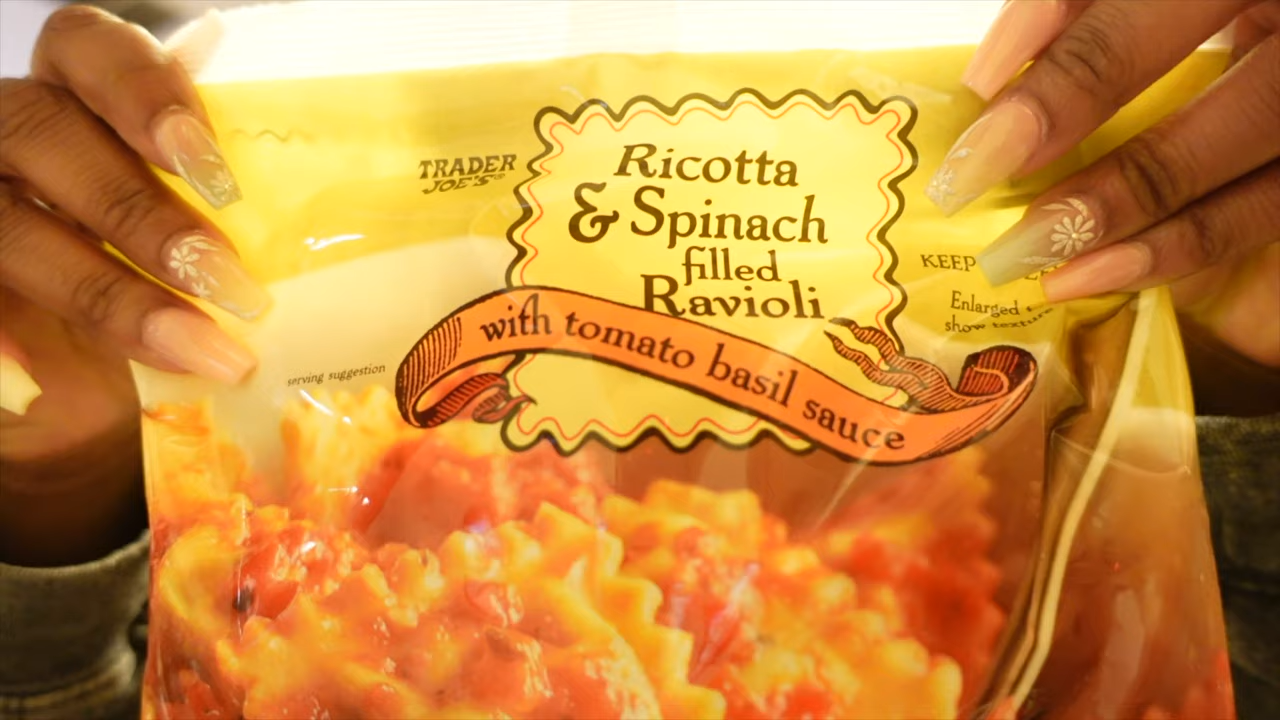 TRADER
JOE'S®
Ricotta
& Spinach
filled
Ravioli
with tomato basil sauce
KEEP
Enlarged
show texture
serving suggestion